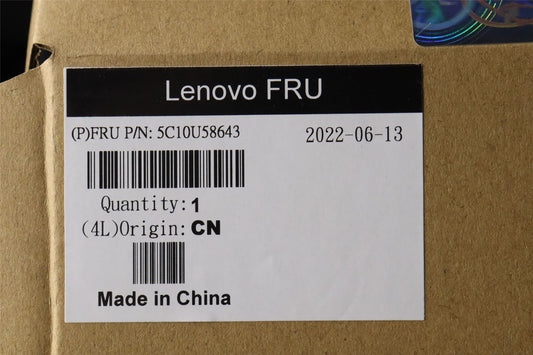 Lenovo FRU
(P)FRU P/N: 5C10U58643
2022-06-13
Quantity: 1
(4L)Origin: CN
Made in China